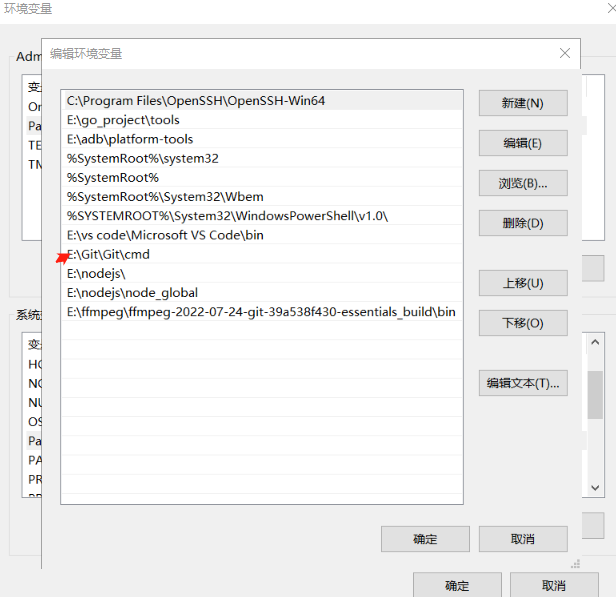 环境变量
Adm
编辑环境变量
变
On
Pa
TE
TM
C:\Program Files\OpenSSH\OpenSSH-Win64
E:\go_project\tools
E:\adb\platform-tools
%SystemRoot%\system32
%SystemRoot%
%SystemRoot%\System32\Wbem
%SYSTEMROOT%\System32\WindowsPowerShell\v1.0\
E:\vs code\Microsoft VS Code\bin
E:\Git\Git\cmd
E:\nodejs\
E:\nodejs\node_global
E:\ffmpeg\ffmpeg-2022-07-24-git-39a538f430-essentials_build\bin
新建(N)
编辑(E)
浏览(B)...
删除(D)
上移(U)
下移(O)
编辑文本(T)...
系统
变
HO
NO
NU
OS
Pa
PA
PR
确定
取消
确定
取消